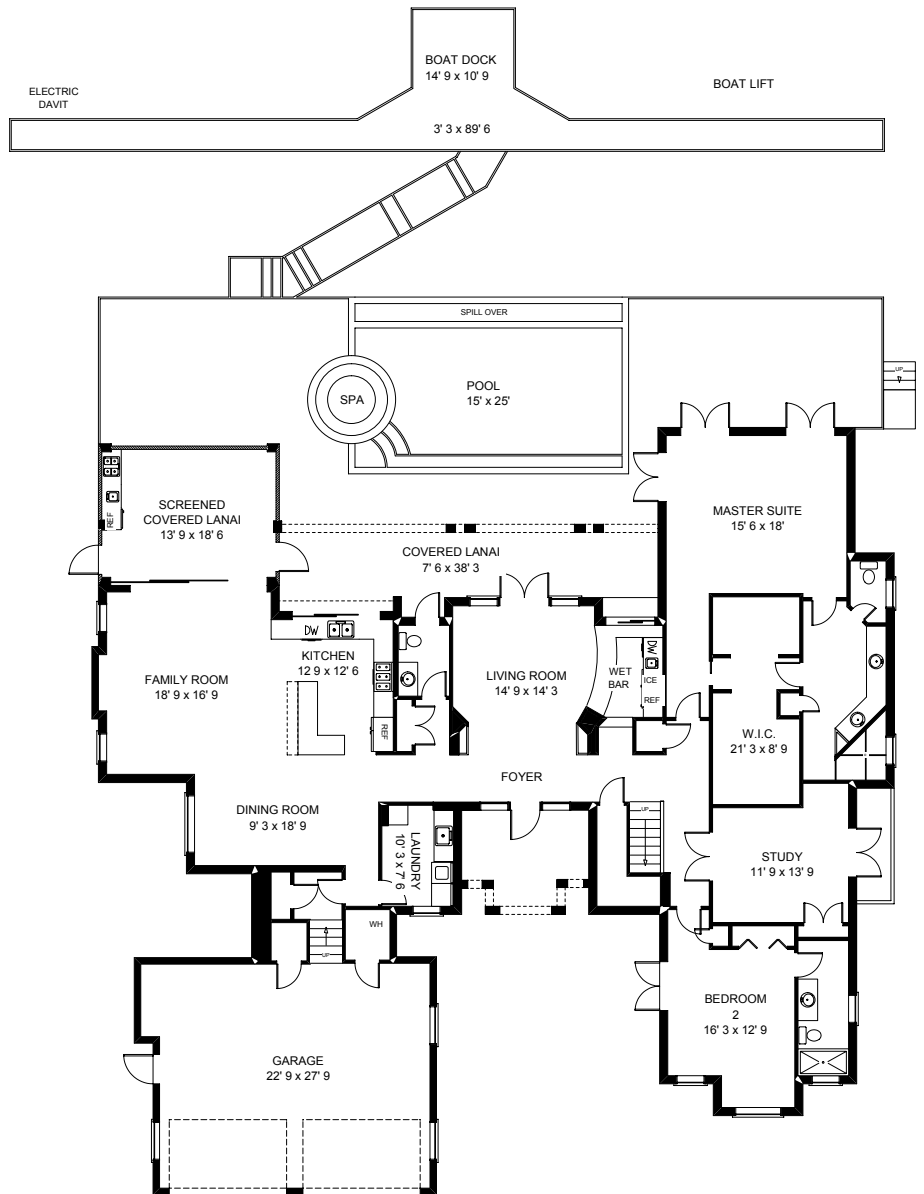 BOAT DOCK
14' 9 x 10' 9
ELECTRIC
DAVIT
BOAT LIFT
3' 3 x 89' 6
SPILL OVER
POOL
15' x 25'
SPA
UP
SCREENED
COVERED LANAI
13' 9 x 18' 6
REF
MASTER SUITE
15' 6 x 18'
COVERED LANAI
7' 6 x 38' 3
DW
KITCHEN
12 9 x 12' 6
REF
FAMILY ROOM
18' 9 x 16' 9
LIVING ROOM
14' 9 x 14' 3
WET
BAR
DW
ICE
REF
W.I.C.
21' 3 x 8' 9
FOYER
DINING ROOM
9' 3 x 18' 9
LAUNDRY
10' 3 x 7' 6
UP
STUDY
11' 9 x 13' 9
WH
UP
BEDROOM
2
16' 3 x 12' 9
GARAGE
22' 9 x 27' 9